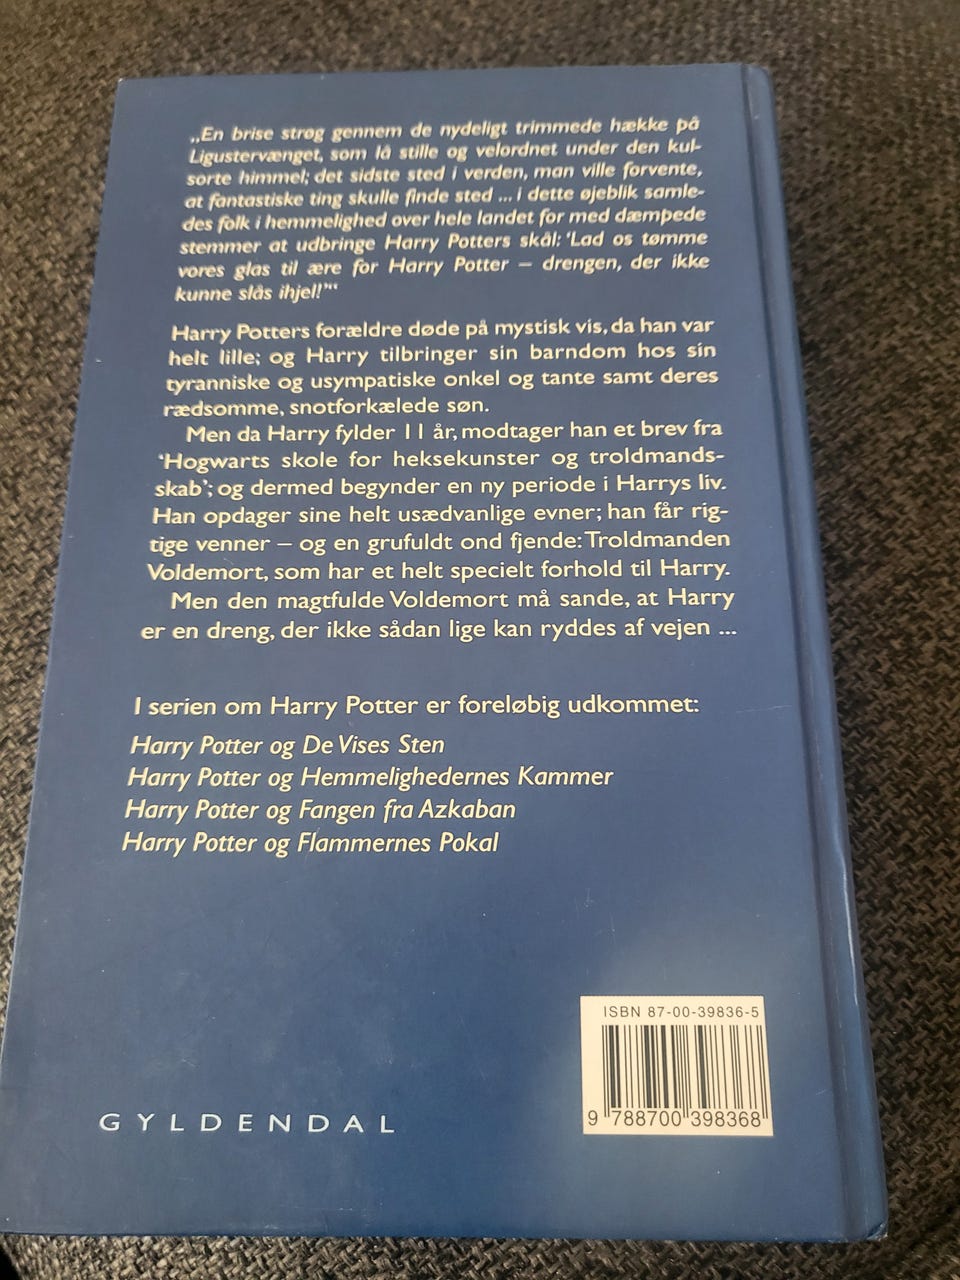 „En brise strøg gennem de nydeligt trimmede hække på
Ligustervænget, som lå stille og velordnet under den kul-
sorte himmel; det sidste sted i verden, man ville forvente,
at fantastiske ting skulle finde sted ... i dette øjeblik samle-
des folk i hemmelighed over hele landet for med dæmpede
stemmer at udbringe Harry Potters skål: ‘Lad os tømme
vores glas til ære for Harry Potter – drengen, der ikke
kunne slås ihjel!’“
Harry Potters forældre døde på mystisk vis, da han var
helt lille; og Harry tilbringer sin barndom hos sin
tyranniske og usympatiske onkel og tante samt deres
rædsomme, snotforkælede søn.
Men da Harry fylder 11 år, modtager han et brev fra
‘Hogwarts skole for heksekunster og troldmands-
skab’; og dermed begynder en ny periode i Harrys liv.
Han opdager sine helt usædvanlige evner; han får rig-
tige venner – og en grufuldt ond fjende: Troldmanden
Voldemort, som har et helt specielt forhold til Harry.
Men den magtfulde Voldemort må sande, at Harry
er en dreng, der ikke sådan lige kan ryddes af vejen ...
I serien om Harry Potter er foreløbig udkommet:
Harry Potter og De Vises Sten
Harry Potter og Hemmelighedernes Kammer
Harry Potter og Fangen fra Azkaban
Harry Potter og Flammernes Pokal
ISBN 87-00-39836-5
9 788700 398368
GYLDENDAL